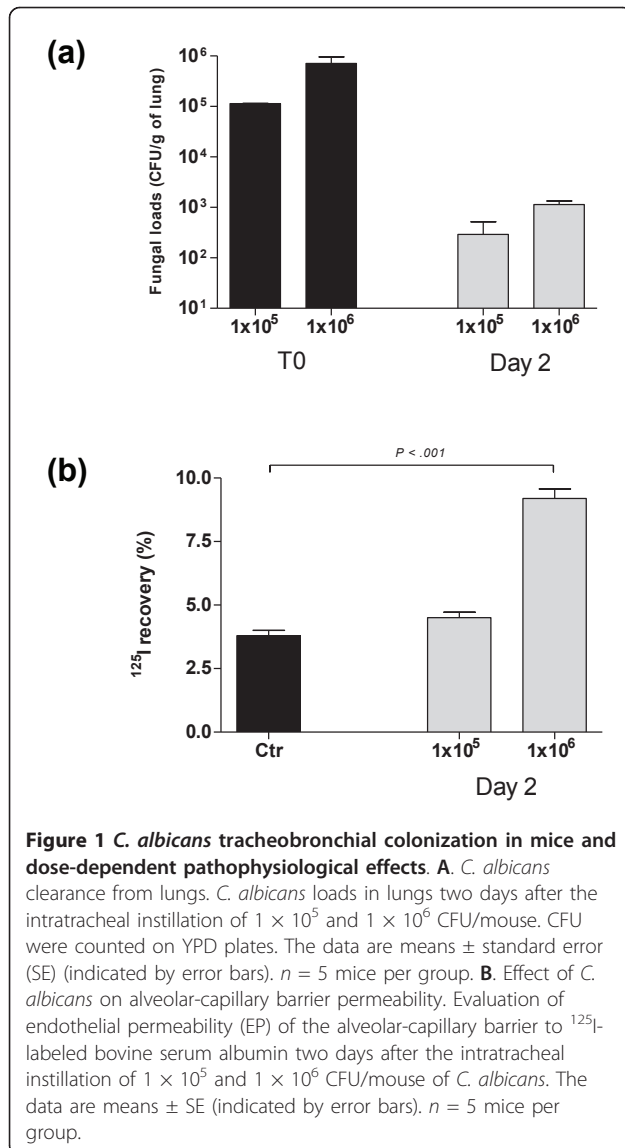 (a)
Fungal loads (CFU/g of lung)
10⁶
10⁵
10⁴
10³
10²
10¹
1x10⁵ 1x10⁶ 1x10⁵ 1x10⁶
T0 Day 2
(b)
P < .001
¹²⁵I recovery (%)
10.0
7.5
5.0
2.5
0.0
Ctr 1x10⁵ 1x10⁶
Day 2
Figure 1 C. albicans tracheobronchial colonization in mice and
dose-dependent pathophysiological effects. A. C. albicans
clearance from lungs. C. albicans loads in lungs two days after the
intratracheal instillation of 1 × 10⁵ and 1 × 10⁶ CFU/mouse. CFU
were counted on YPD plates. The data are means ± standard error
(SE) (indicated by error bars). n = 5 mice per group. B. Effect of C.
albicans on alveolar-capillary barrier permeability. Evaluation of
endothelial permeability (EP) of the alveolar-capillary barrier to ¹²⁵I-
labeled bovine serum albumin two days after the intratracheal
instillation of 1 × 10⁵ and 1 × 10⁶ CFU/mouse of C. albicans. The
data are means ± SE (indicated by error bars). n = 5 mice per
group.